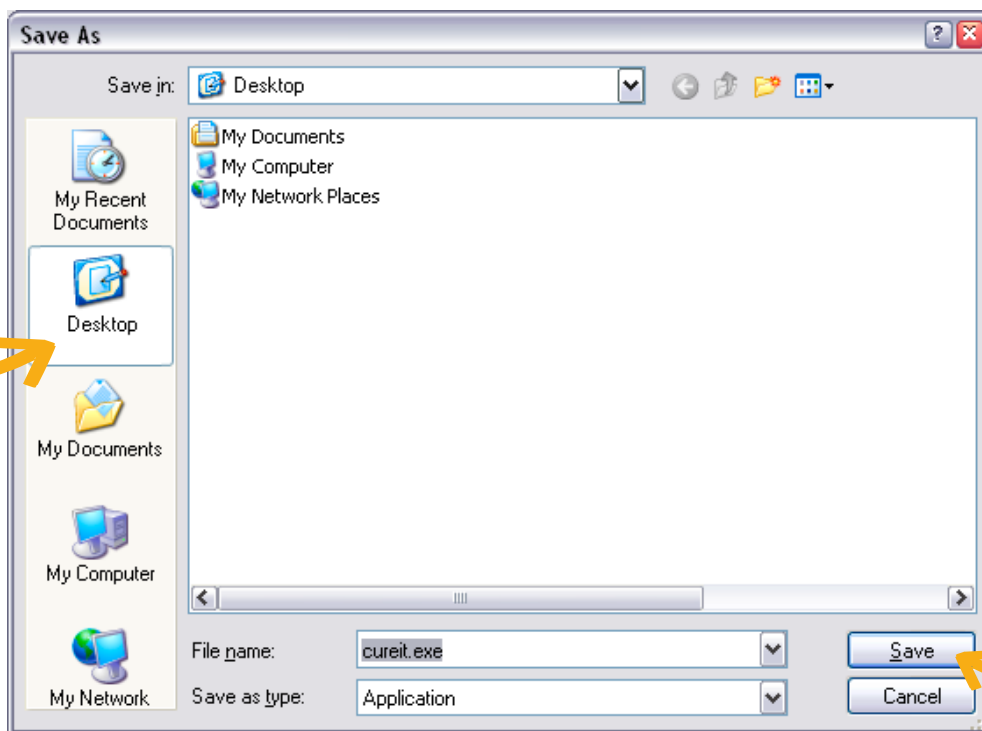 Save As
Save in:
Desktop
My Documents
My Computer
My Network Places
My Recent
Documents
Desktop
My Documents
My Computer
My Network
File name:
cureit.exe
Save
Save as type:
Application
Cancel